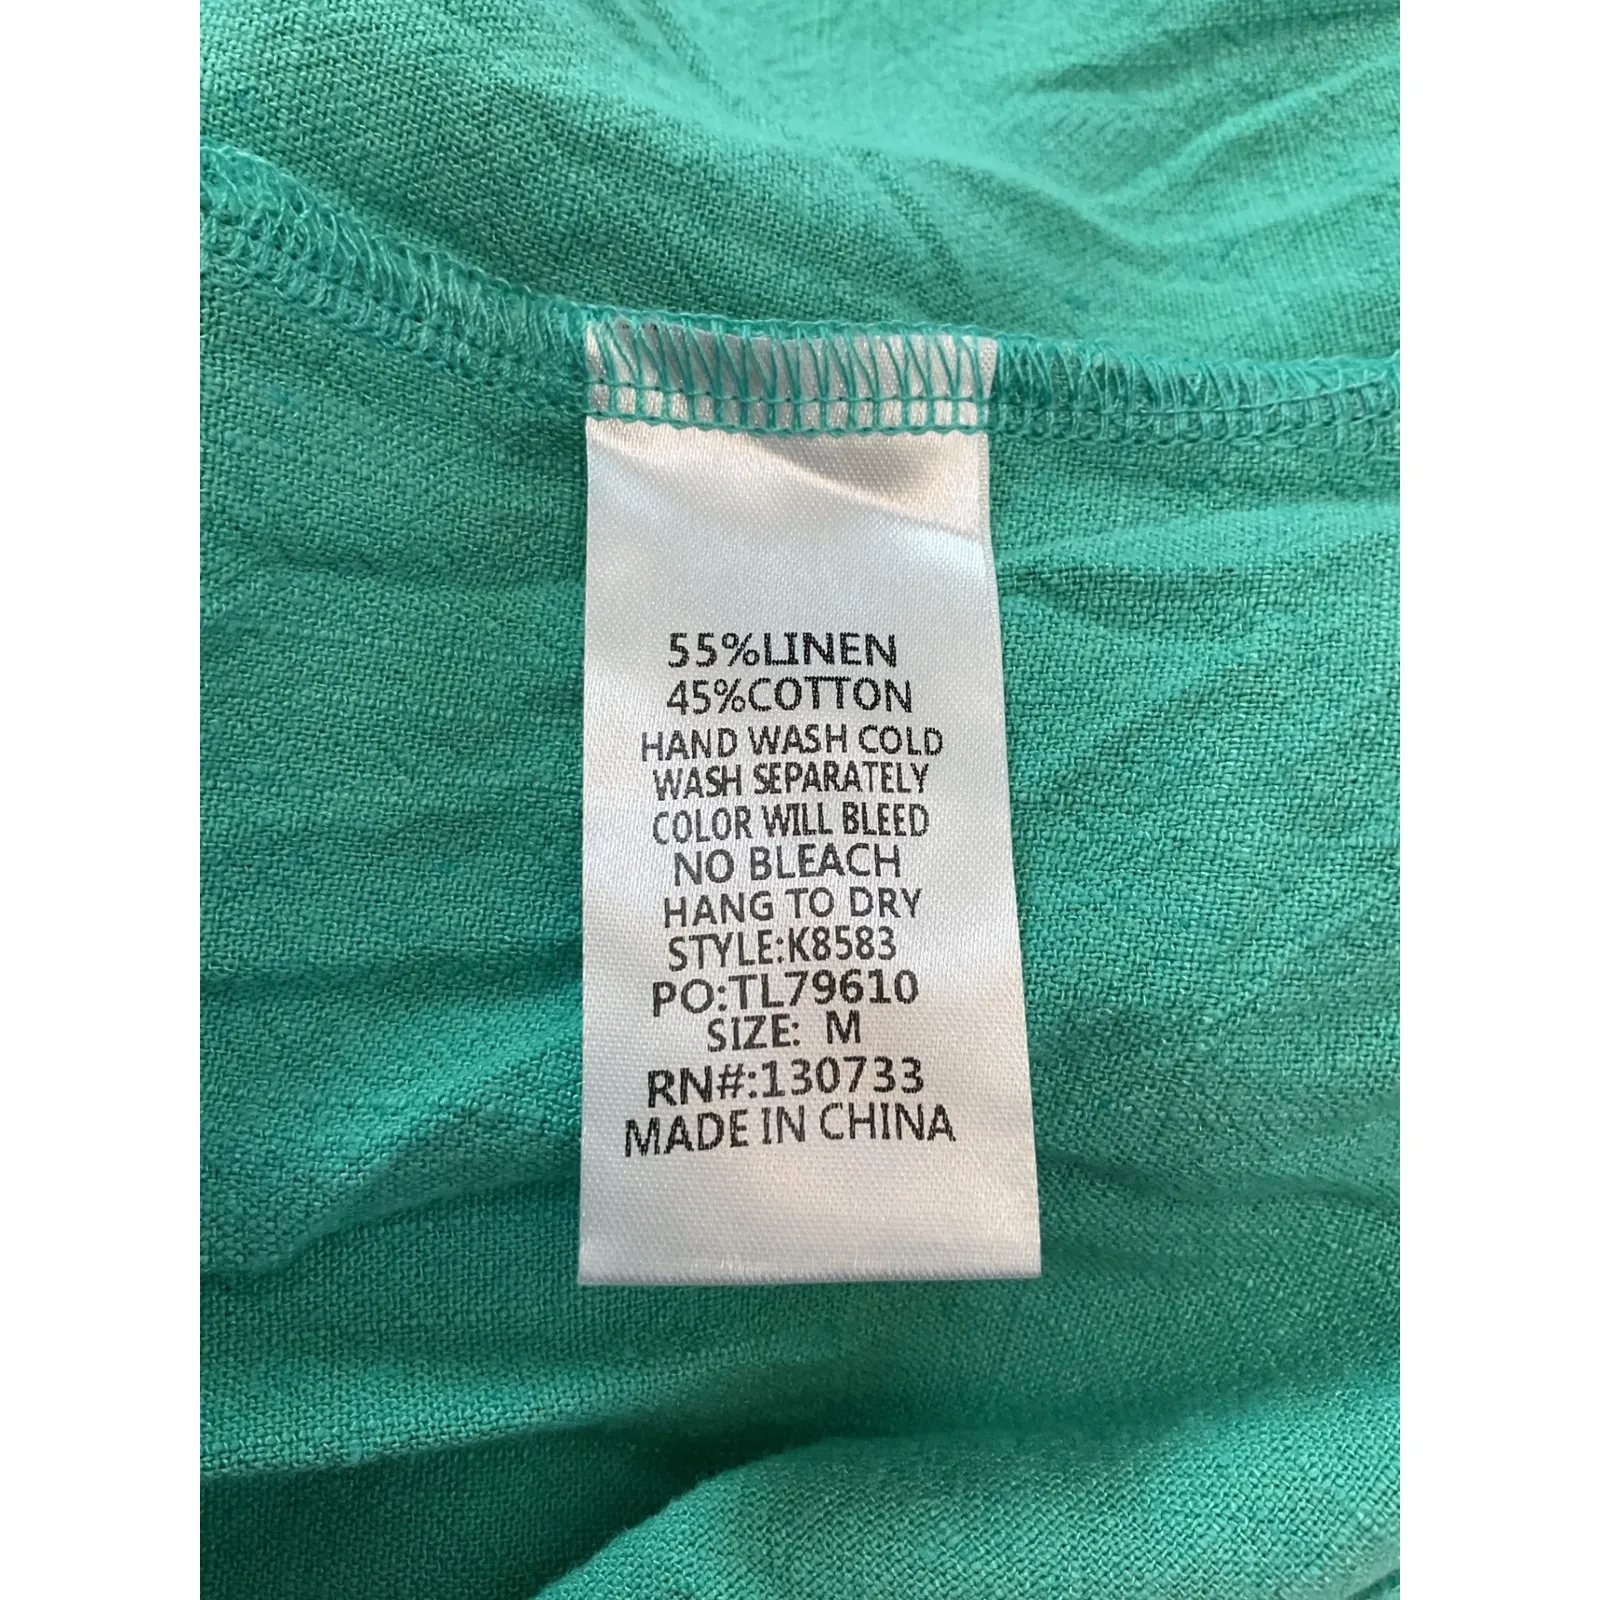 55%LINEN
45%COTTON
HAND WASH COLD
WASH SEPARATELY
COLOR WILL BLEED
NO BLEACH
HANG TO DRY
STYLE:K8583
PO:TL79610
SIZE: M
RN#:130733
MADE IN CHINA